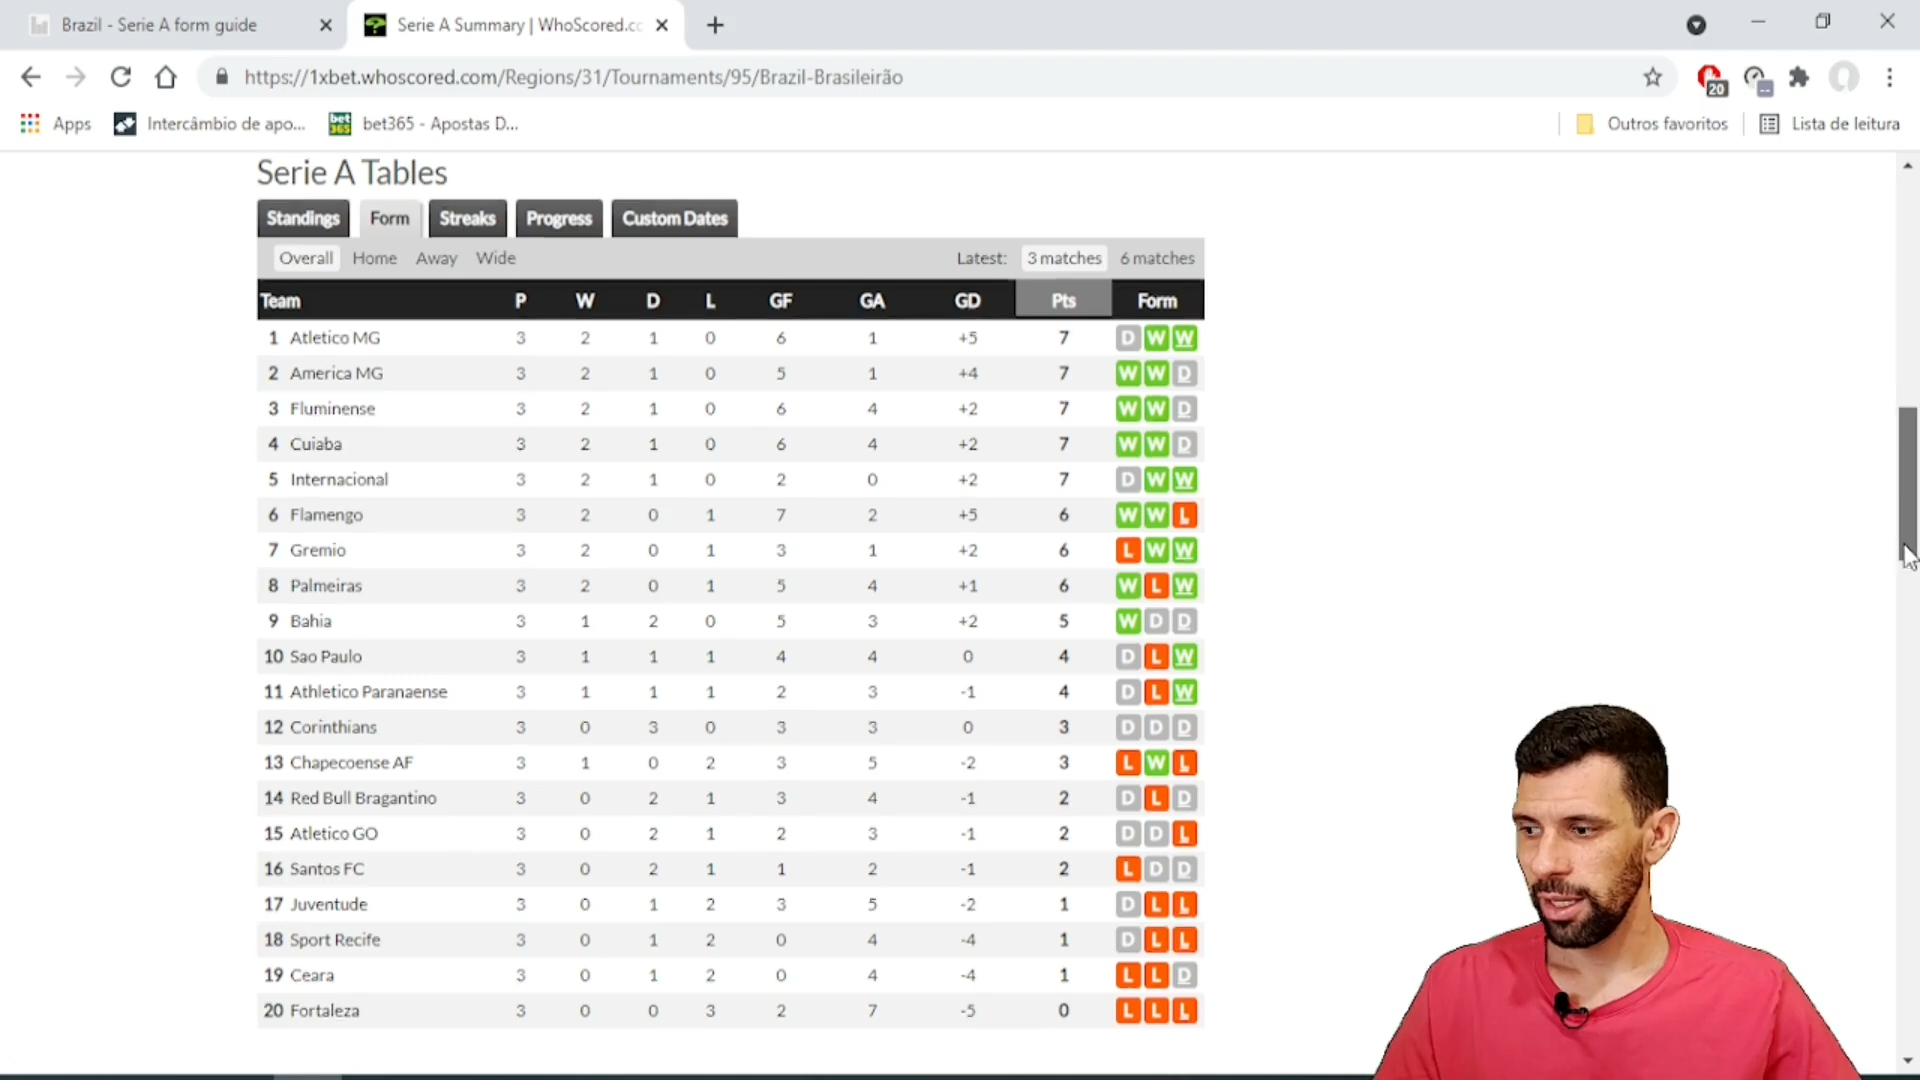 Brazil - Serie A form guide
Serie A Summary | WhoScored.co
https://1xbet.whoscored.com/Regions/31/Tournaments/95/Brazil-Brasileirão
20
Apps
Intercâmbio de apo...
bet365
bet365 - Apostas D...
Outros favoritos
Lista de leitura
Serie A Tables
Standings Form Streaks Progress Custom Dates
Overall Home Away Wide Latest: 3 matches 6 matches
Team P W D L GF GA GD Pts Form
1 Atletico MG 3 2 1 0 6 1 +5 7 D W W
2 America MG 3 2 1 0 5 1 +4 7 W W D
3 Fluminense 3 2 1 0 6 4 +2 7 W W D
4 Cuiaba 3 2 1 0 6 4 +2 7 W W D
5 Internacional 3 2 1 0 2 0 +2 7 D W W
6 Flamengo 3 2 0 1 7 2 +5 6 W W L
7 Gremio 3 2 0 1 3 1 +2 6 L W W
8 Palmeiras 3 2 0 1 5 4 +1 6 W L W
9 Bahia 3 1 2 0 5 3 +2 5 W D D
10 Sao Paulo 3 1 1 1 4 4 0 4 D L W
11 Athletico Paranaense 3 1 1 1 2 3 -1 4 D L W
12 Corinthians 3 0 3 0 3 3 0 3 D D D
13 Chapecoense AF 3 1 0 2 3 5 -2 3 L W L
14 Red Bull Bragantino 3 0 2 1 3 4 -1 2 D L D
15 Atletico GO 3 0 2 1 2 3 -1 2 D D L
16 Santos FC 3 0 2 1 1 2 -1 2 L D D
17 Juventude 3 0 1 2 3 5 -2 1 D L L
18 Sport Recife 3 0 1 2 0 4 -4 1 D L L
19 Ceara 3 0 1 2 0 4 -4 1 L L D
20 Fortaleza 3 0 0 3 2 7 -5 0 L L L